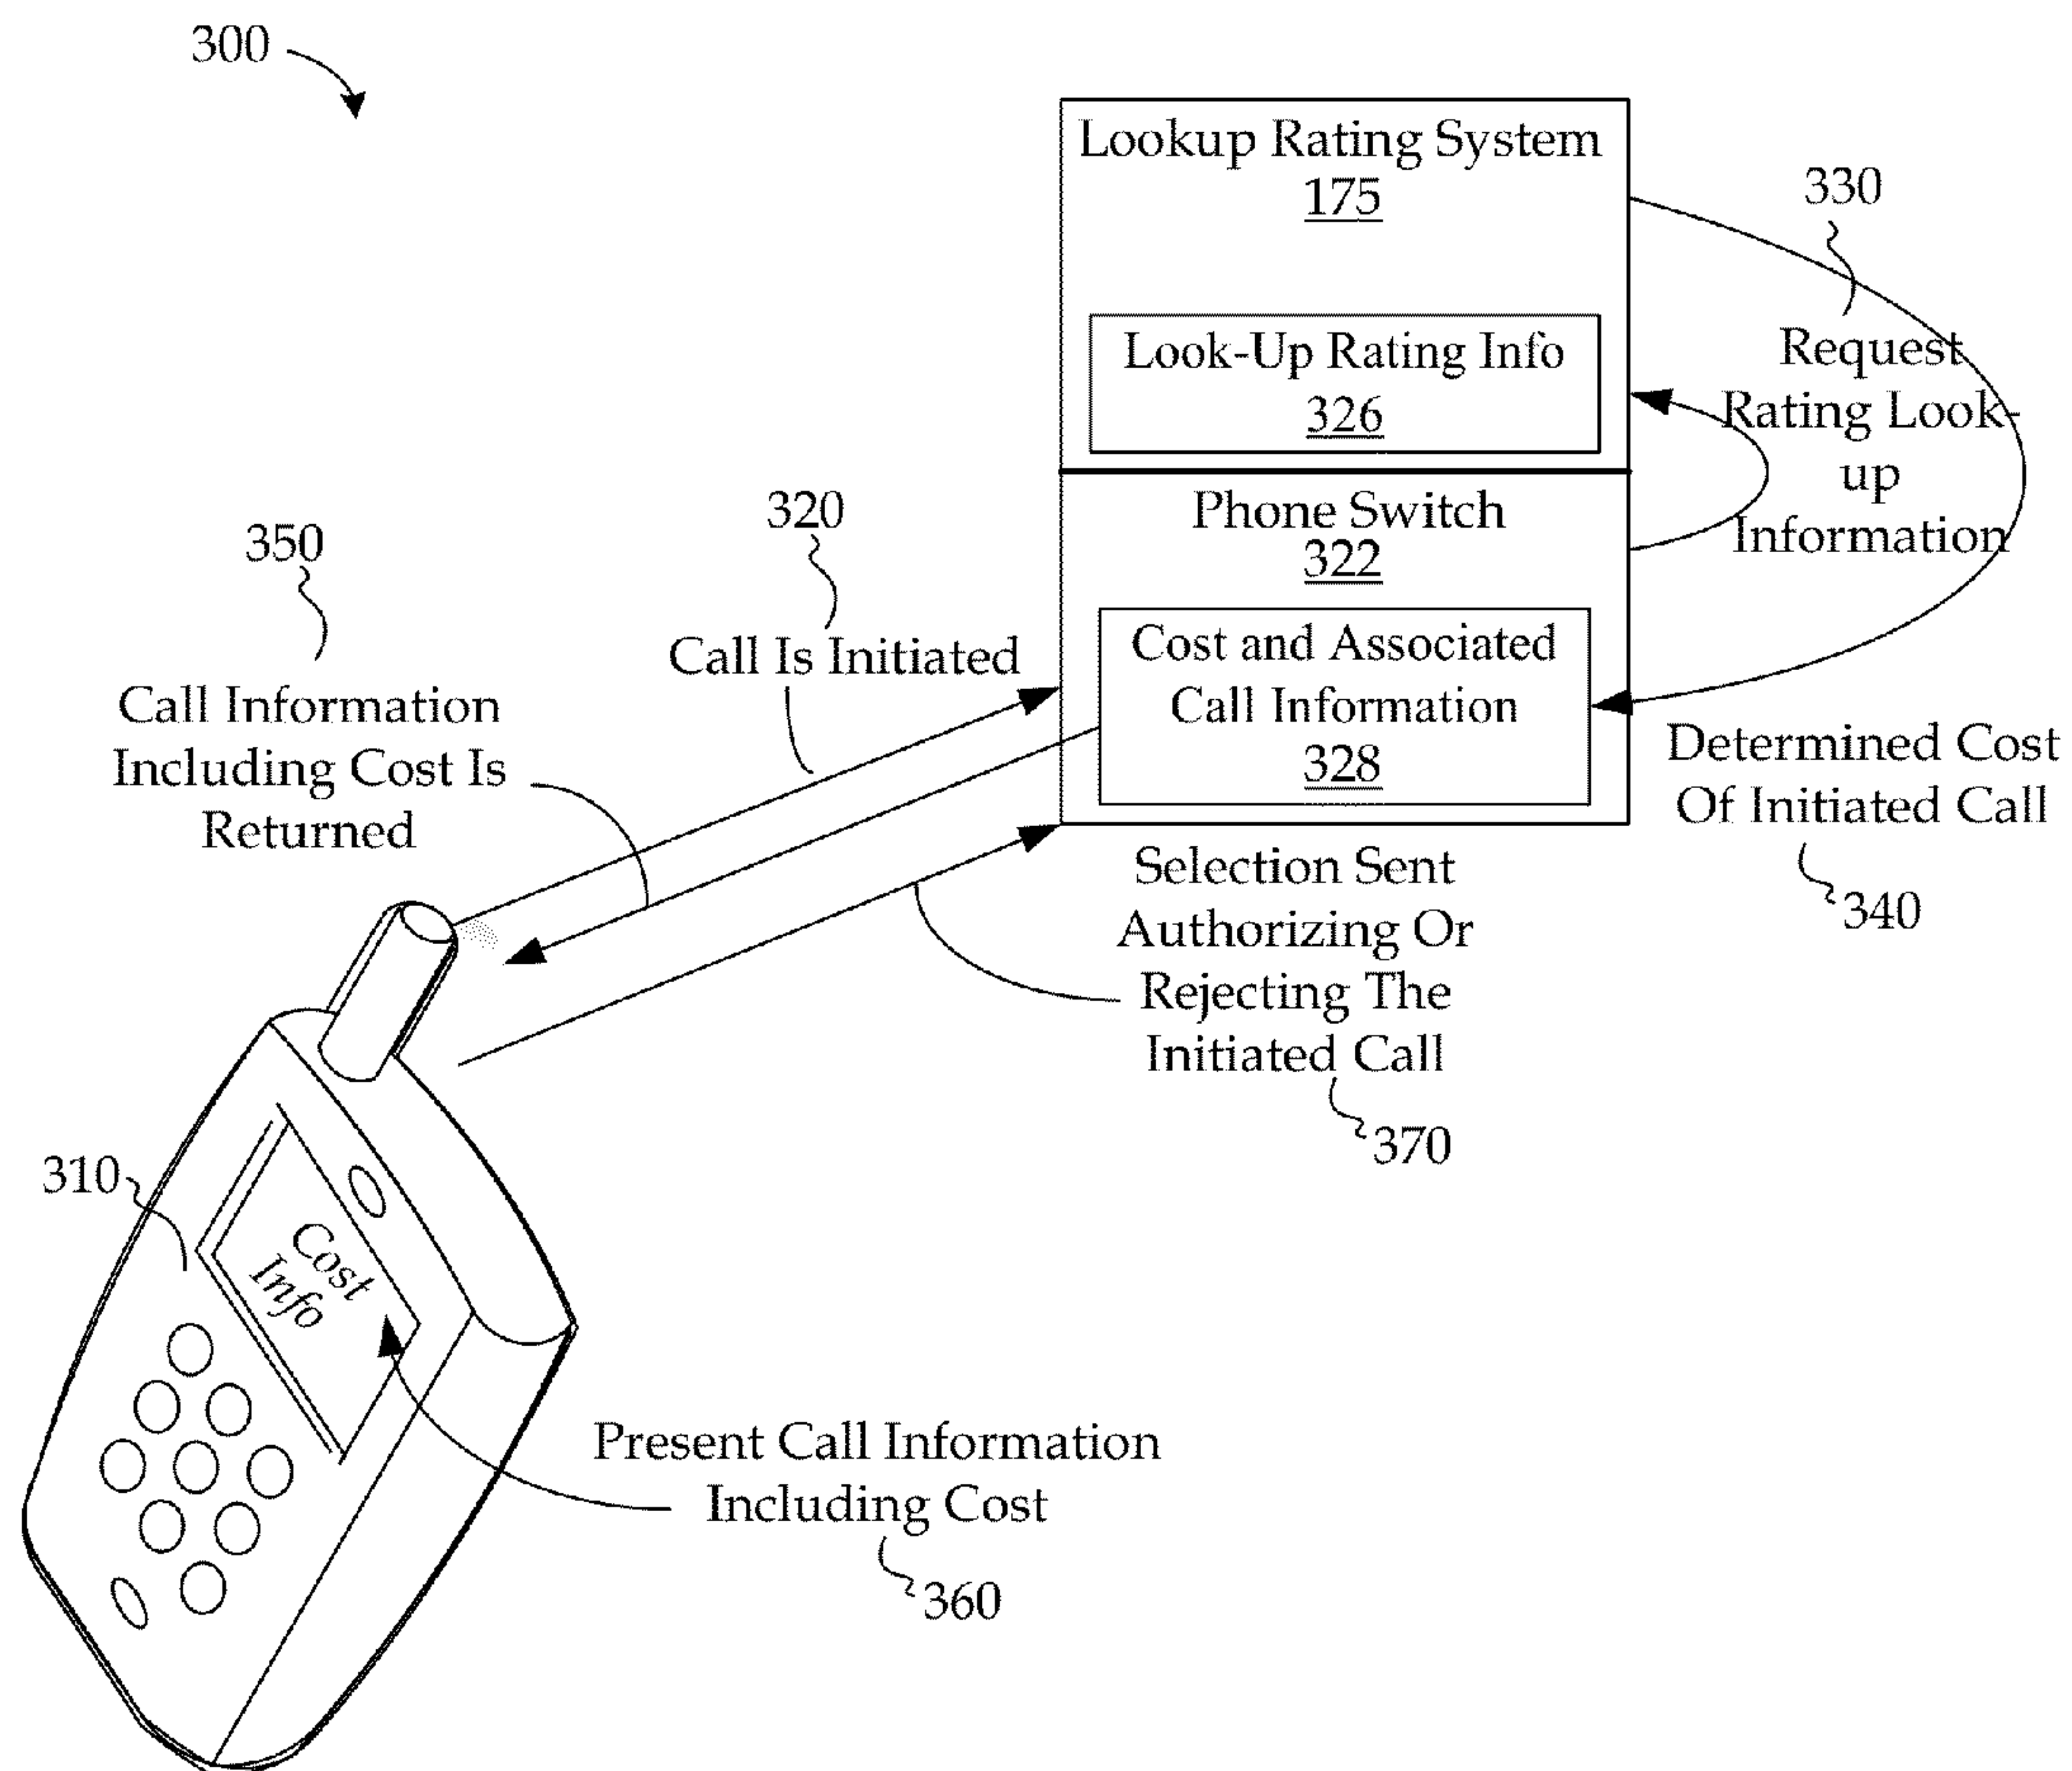 300
Lookup Rating System
175
330
Look-Up Rating Info
326
Request
Rating Look-
up
Information
Phone Switch
322
320
Call Is Initiated
350
Call Information
Including Cost Is
Returned
Cost and Associated
Call Information
328
Determined Cost
Of Initiated Call
340
Selection Sent
Authorizing Or
Rejecting The
Initiated Call
370
310
Cost
Info
Present Call Information
Including Cost
360